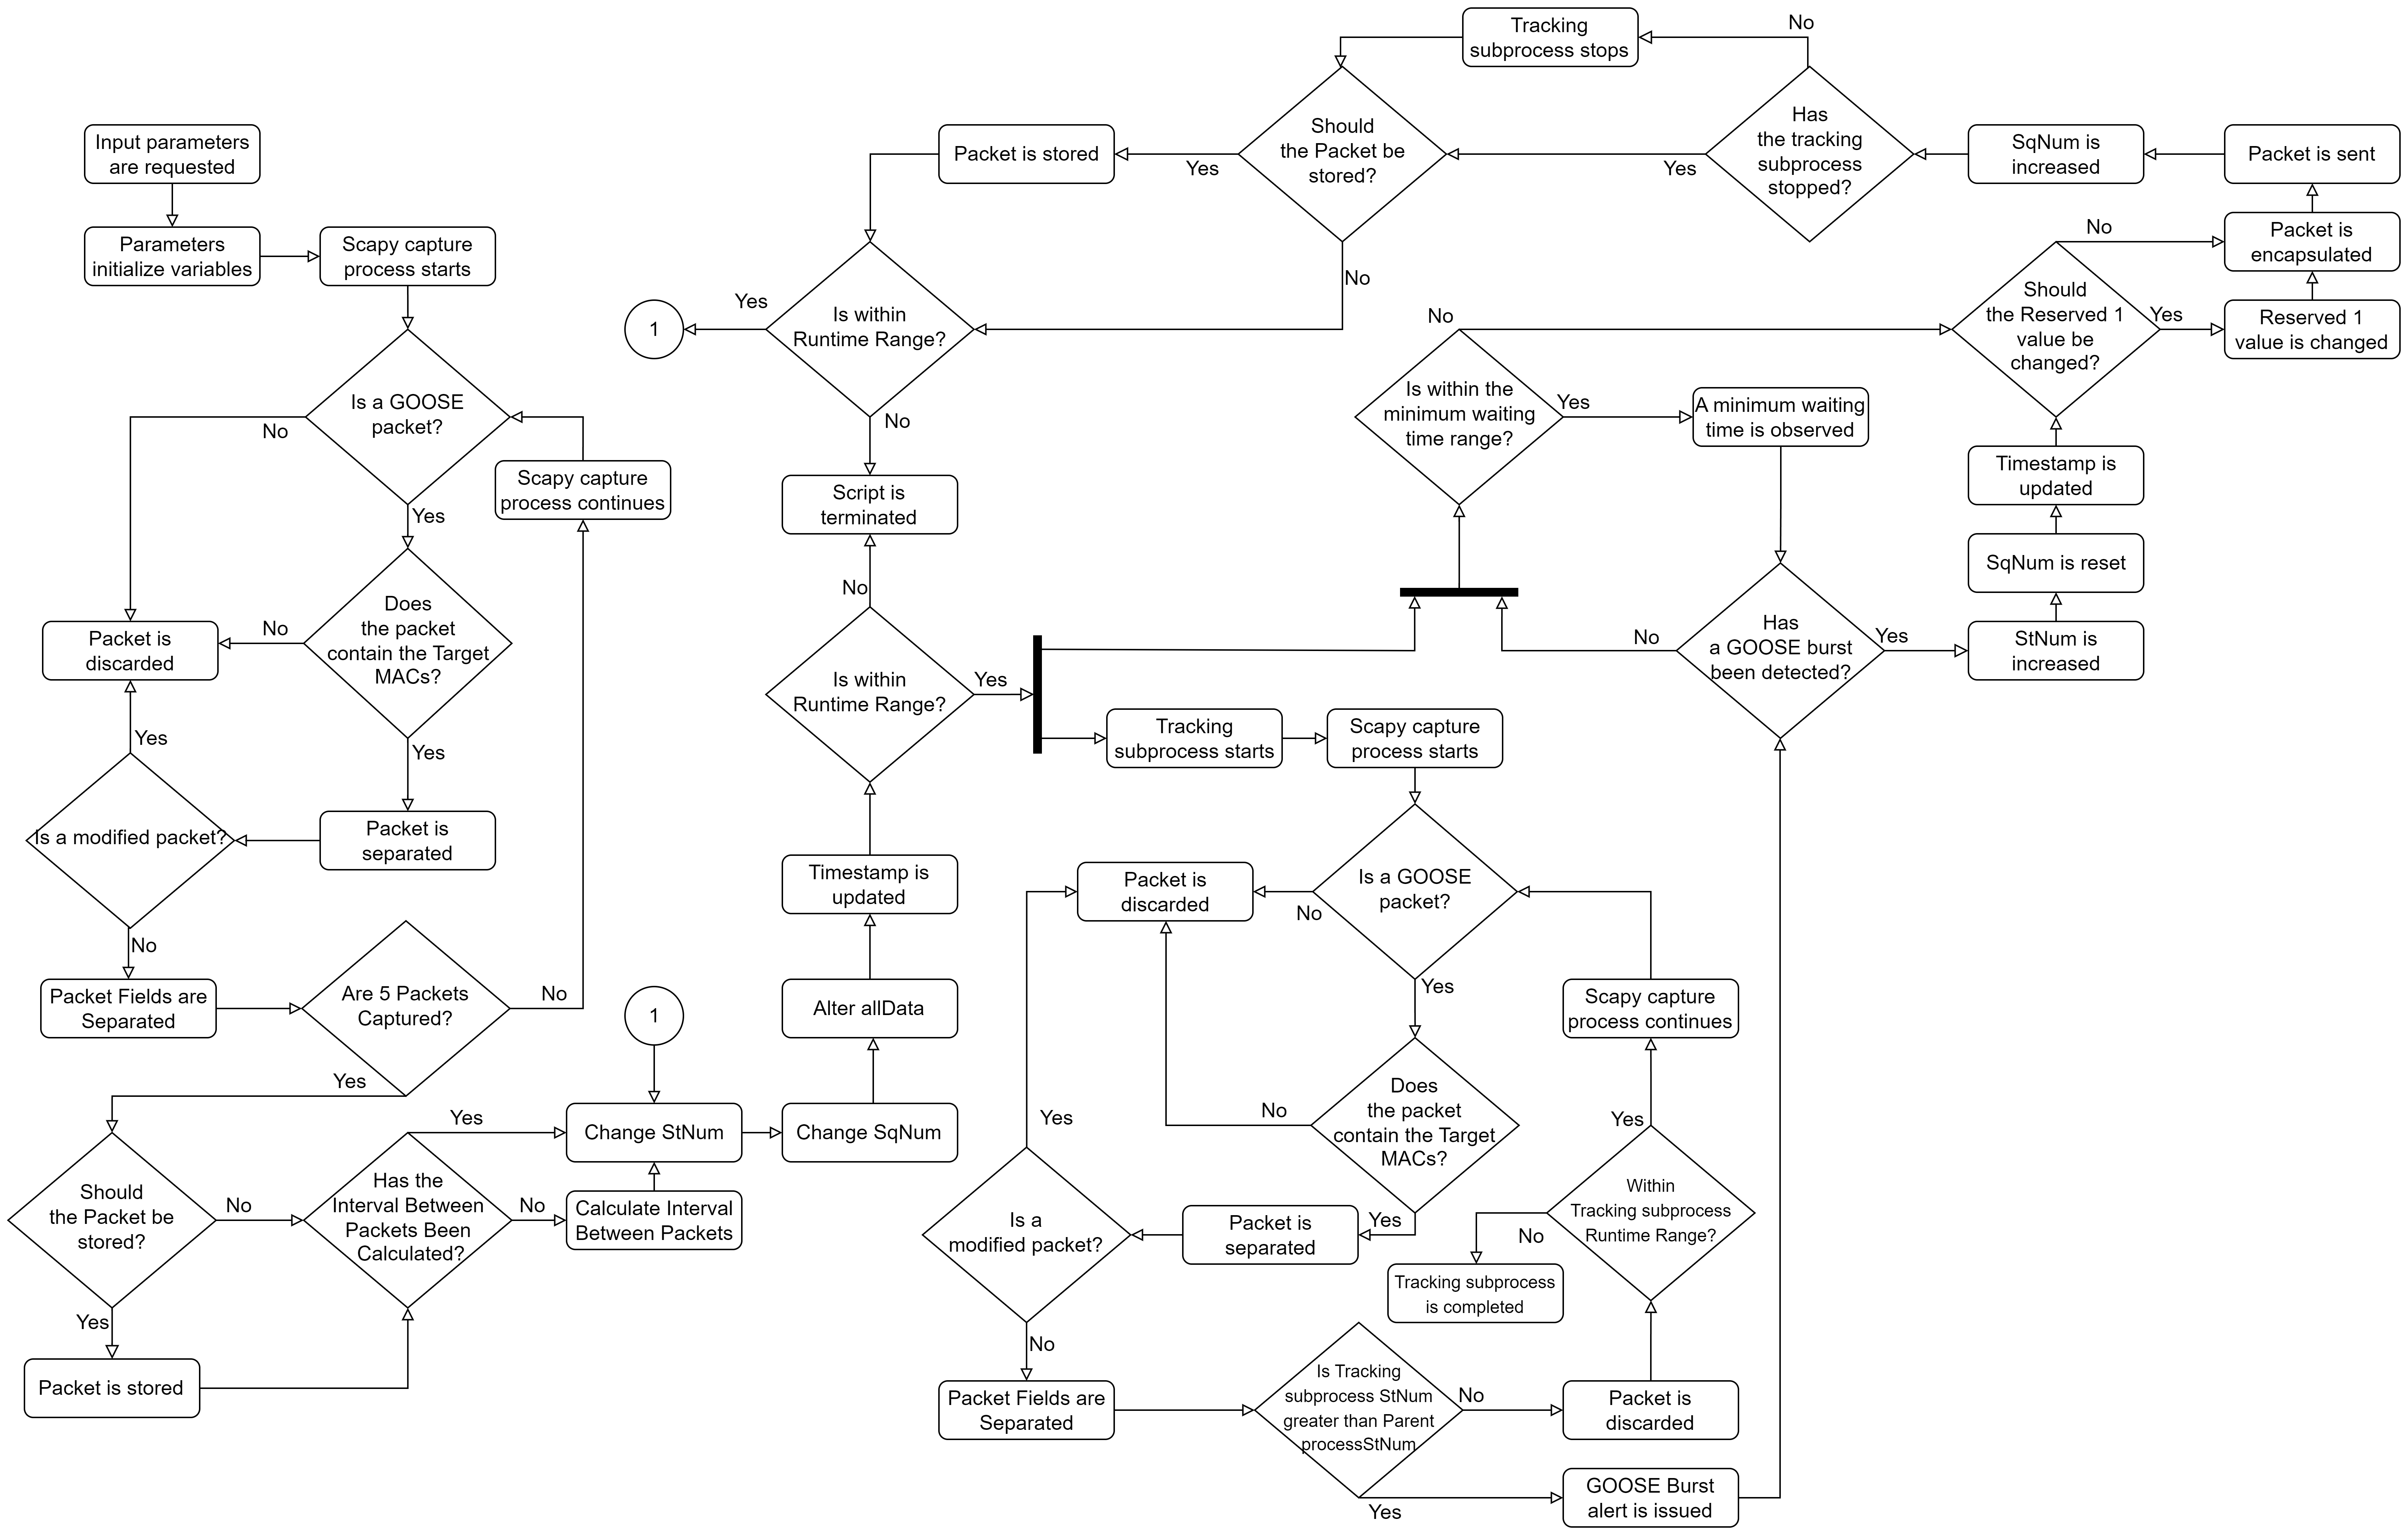 Input parameters
are requested
Parameters
initialize variables
Scapy capture
process starts
Is a GOOSE
packet?
No
Yes
Scapy capture
process continues
Does
the packet
contain the Target
MACs?
No
Yes
Packet is
discarded
Yes
Is a modified packet?
Packet is
separated
No
Packet Fields are
Separated
Are 5 Packets
Captured?
No
Yes
Should
the Packet be
stored?
No
Yes
Packet is stored
Has the
Interval Between
Packets Been
Calculated?
Yes
No
Calculate Interval
Between Packets
1
Change StNum
Change SqNum
Alter allData
Timestamp is
updated
Is within
Runtime Range?
No
Yes
Script is
terminated
Tracking
subprocess starts
Scapy capture
process starts
Is a GOOSE
packet?
No
Yes
Packet is
discarded
Does
the packet
contain the Target
MACs?
No
Yes
Packet is
separated
Is a
modified packet?
Yes
No
Packet Fields are
Separated
Is Tracking
subprocess StNum
greater than Parent
processStNum
No
Yes
Packet is
discarded
GOOSE Burst
alert is issued
Within
Tracking subprocess
Runtime Range?
Yes
No
Tracking subprocess
is completed
Scapy capture
process continues
Is within the
minimum waiting
time range?
No
Yes
A minimum waiting
time is observed
Has
a GOOSE burst
been detected?
No
Yes
StNum is
increased
SqNum is reset
Timestamp is
updated
Should
the Reserved 1
value be
changed?
No
Yes
Reserved 1
value is changed
Packet is
encapsulated
Packet is sent
SqNum is
increased
Has
the tracking
subprocess
stopped?
No
Yes
Tracking
subprocess stops
Should
the Packet be
stored?
Yes
No
Packet is stored
Is within
Runtime Range?
Yes
No
1